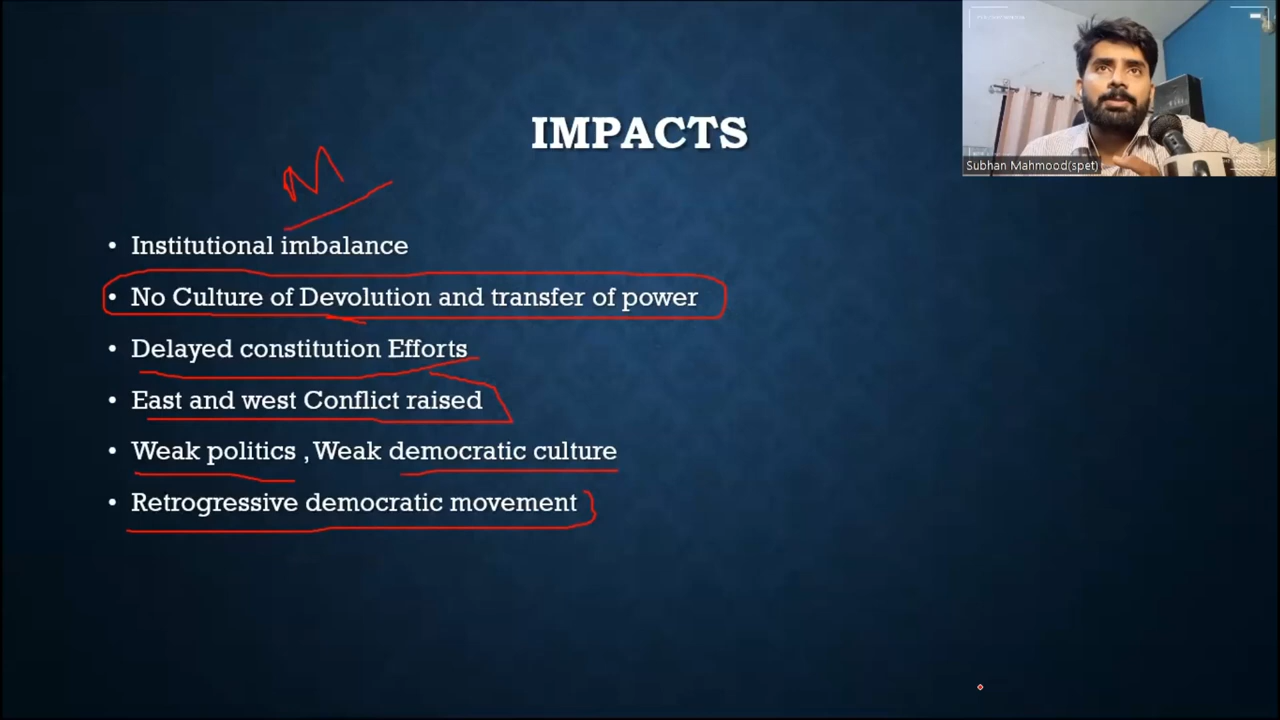 IMPACTS
M
• Institutional imbalance
• No Culture of Devolution and transfer of power
• Delayed constitution Efforts
• East and west Conflict raised
• Weak politics , Weak democratic culture
• Retrogressive democratic movement
Subhan Mahmood(spet)